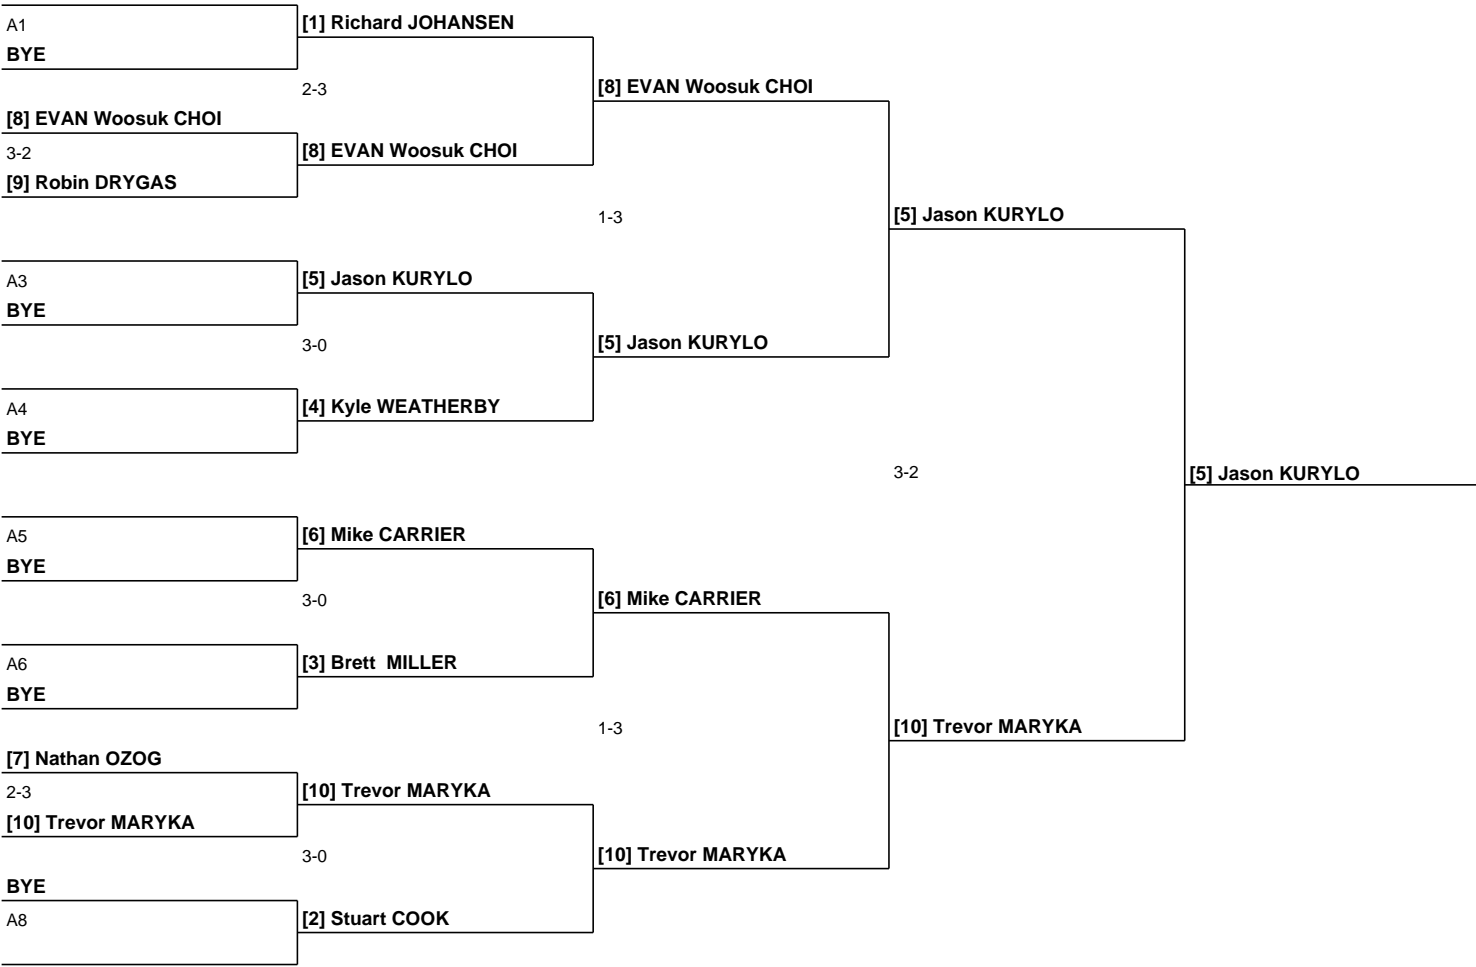 A1
[1] Richard JOHANSEN
BYE
2-3
[8] EVAN Woosuk CHOI
[8] EVAN Woosuk CHOI
3-2
[8] EVAN Woosuk CHOI
[9] Robin DRYGAS
1-3
[5] Jason KURYLO
A3
[5] Jason KURYLO
BYE
3-0
[5] Jason KURYLO
A4
[4] Kyle WEATHERBY
BYE
3-2
[5] Jason KURYLO
A5
[6] Mike CARRIER
BYE
3-0
[6] Mike CARRIER
A6
[3] Brett  MILLER
BYE
1-3
[10] Trevor MARYKA
[7] Nathan OZOG
2-3
[10] Trevor MARYKA
[10] Trevor MARYKA
3-0
[10] Trevor MARYKA
BYE
A8
[2] Stuart COOK